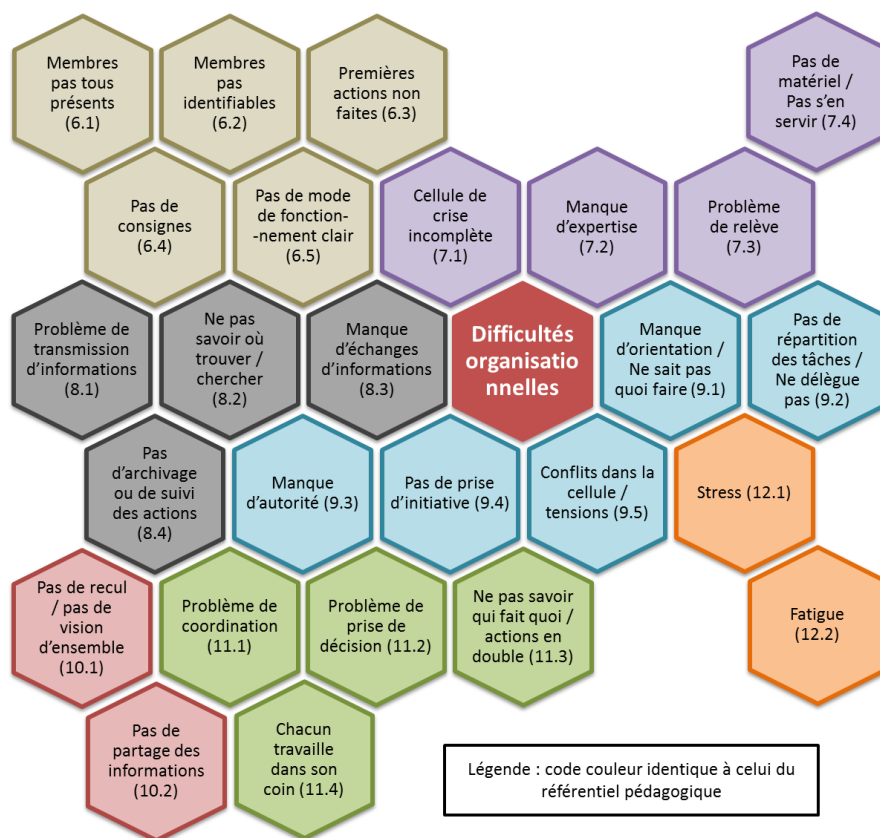 Membres
pas tous
présents
(6.1)
Membres
pas
identifiables
(6.2)
Premières
actions non
faites (6.3)
Pas de
matériel /
Pas s'en
servir (7.4)
Pas de
consignes
(6.4)
Pas de mode
de fonction-
-nement clair
(6.5)
Cellule de
crise
incomplète
(7.1)
Manque
d'expertise
(7.2)
Problème
de relève
(7.3)
Problème de
transmission
d'informations
(8.1)
Ne pas
savoir où
trouver /
chercher
(8.2)
Manque
d'échanges
d'informations
(8.3)
Difficultés
organisatio
nnelles
Manque
d'orientation /
Ne sait pas
quoi faire (9.1)
Pas de
répartition
des tâches /
Ne délègue
pas (9.2)
Pas
d'archivage
ou de suivi
des actions
(8.4)
Manque
d'autorité (9.3)
Pas de prise
d'initiative (9.4)
Conflits dans la
cellule /
tensions (9.5)
Stress (12.1)
Pas de recul
/ pas de
vision
d'ensemble
(10.1)
Problème de
coordination
(11.1)
Problème de
prise de
décision (11.2)
Ne pas savoir
qui fait quoi /
actions en
double (11.3)
Fatigue
(12.2)
Pas de
partage des
informations
(10.2)
Chacun
travaille
dans son
coin (11.4)
Légende : code couleur identique à celui du
référentiel pédagogique